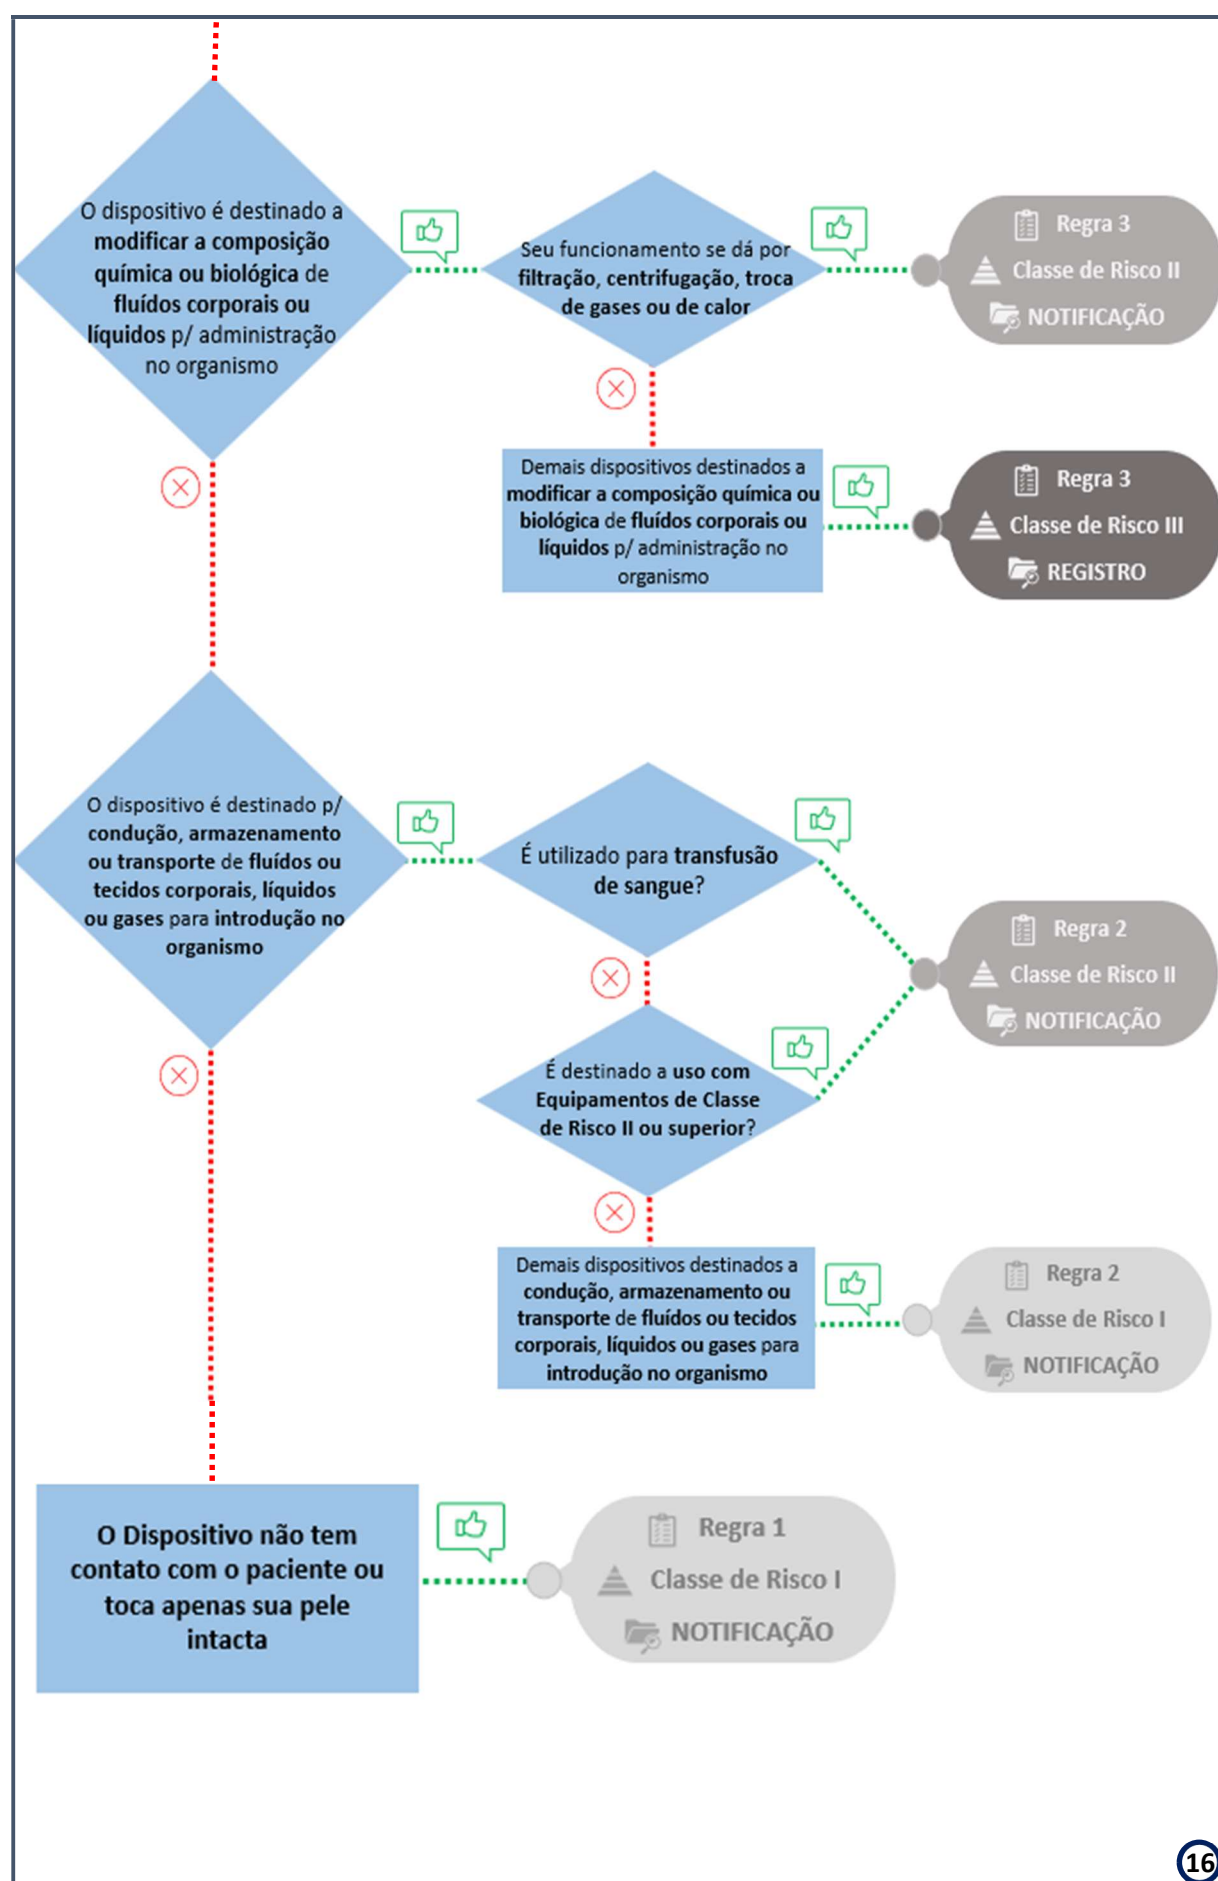 O dispositivo é destinado a
modificar a composição
química ou biológica de
fluídos corporais ou
líquidos p/ administração
no organismo
Seu funcionamento se dá por
filtração, centrifugação, troca
de gases ou de calor
Regra 3
Classe de Risco II
NOTIFICAÇÃO
Demais dispositivos destinados a
modificar a composição química ou
biológica de fluídos corporais ou
líquidos p/ administração no
organismo
Regra 3
Classe de Risco III
REGISTRO
O dispositivo é destinado p/
condução, armazenamento
ou transporte de fluídos ou
tecidos corporais, líquidos
ou gases para introdução no
organismo
É utilizado para transfusão
de sangue?
Regra 2
Classe de Risco II
NOTIFICAÇÃO
É destinado a uso com
Equipamentos de Classe
de Risco II ou superior?
Demais dispositivos destinados a
condução, armazenamento ou
transporte de fluídos ou tecidos
corporais, líquidos ou gases para
introdução no organismo
Regra 2
Classe de Risco I
NOTIFICAÇÃO
O Dispositivo não tem
contato com o paciente ou
toca apenas sua pele
intacta
Regra 1
Classe de Risco I
NOTIFICAÇÃO
16